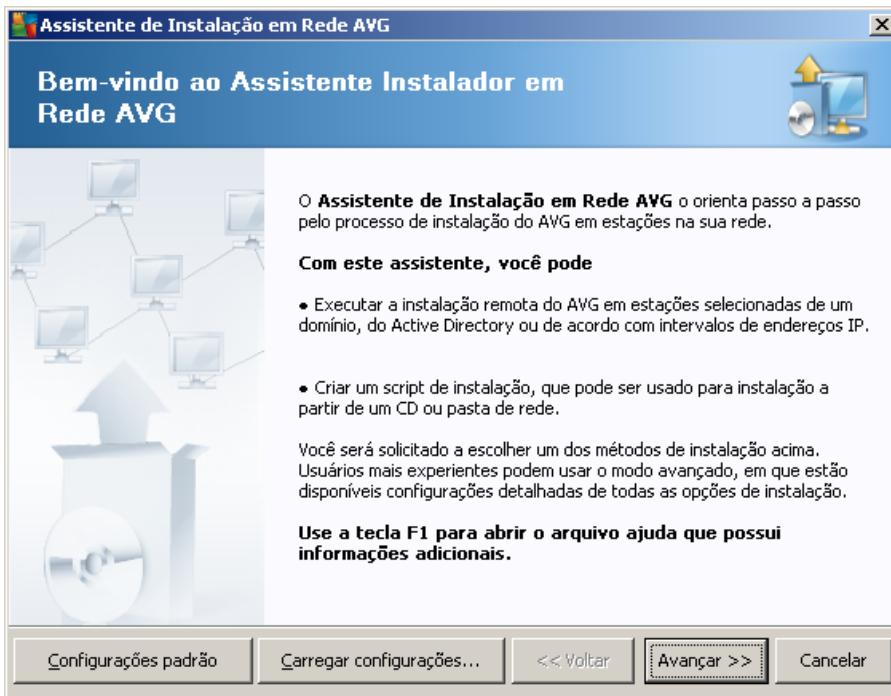 Assistente de Instalação em Rede AVG
Bem-vindo ao Assistente Instalador em
Rede AVG
O Assistente de Instalação em Rede AVG o orienta passo a passo
pelo processo de instalação do AVG em estações na sua rede.
Com este assistente, você pode
• Executar a instalação remota do AVG em estações selecionadas de um
domínio, do Active Directory ou de acordo com intervalos de endereços IP.
• Criar um script de instalação, que pode ser usado para instalação a
partir de um CD ou pasta de rede.
Você será solicitado a escolher um dos métodos de instalação acima.
Usuários mais experientes podem usar o modo avançado, em que estão
disponíveis configurações detalhadas de todas as opções de instalação.
Use a tecla F1 para abrir o arquivo ajuda que possui
informações adicionais.
Configurações padrão
Carregar configurações...
<< Voltar
Avançar >>
Cancelar